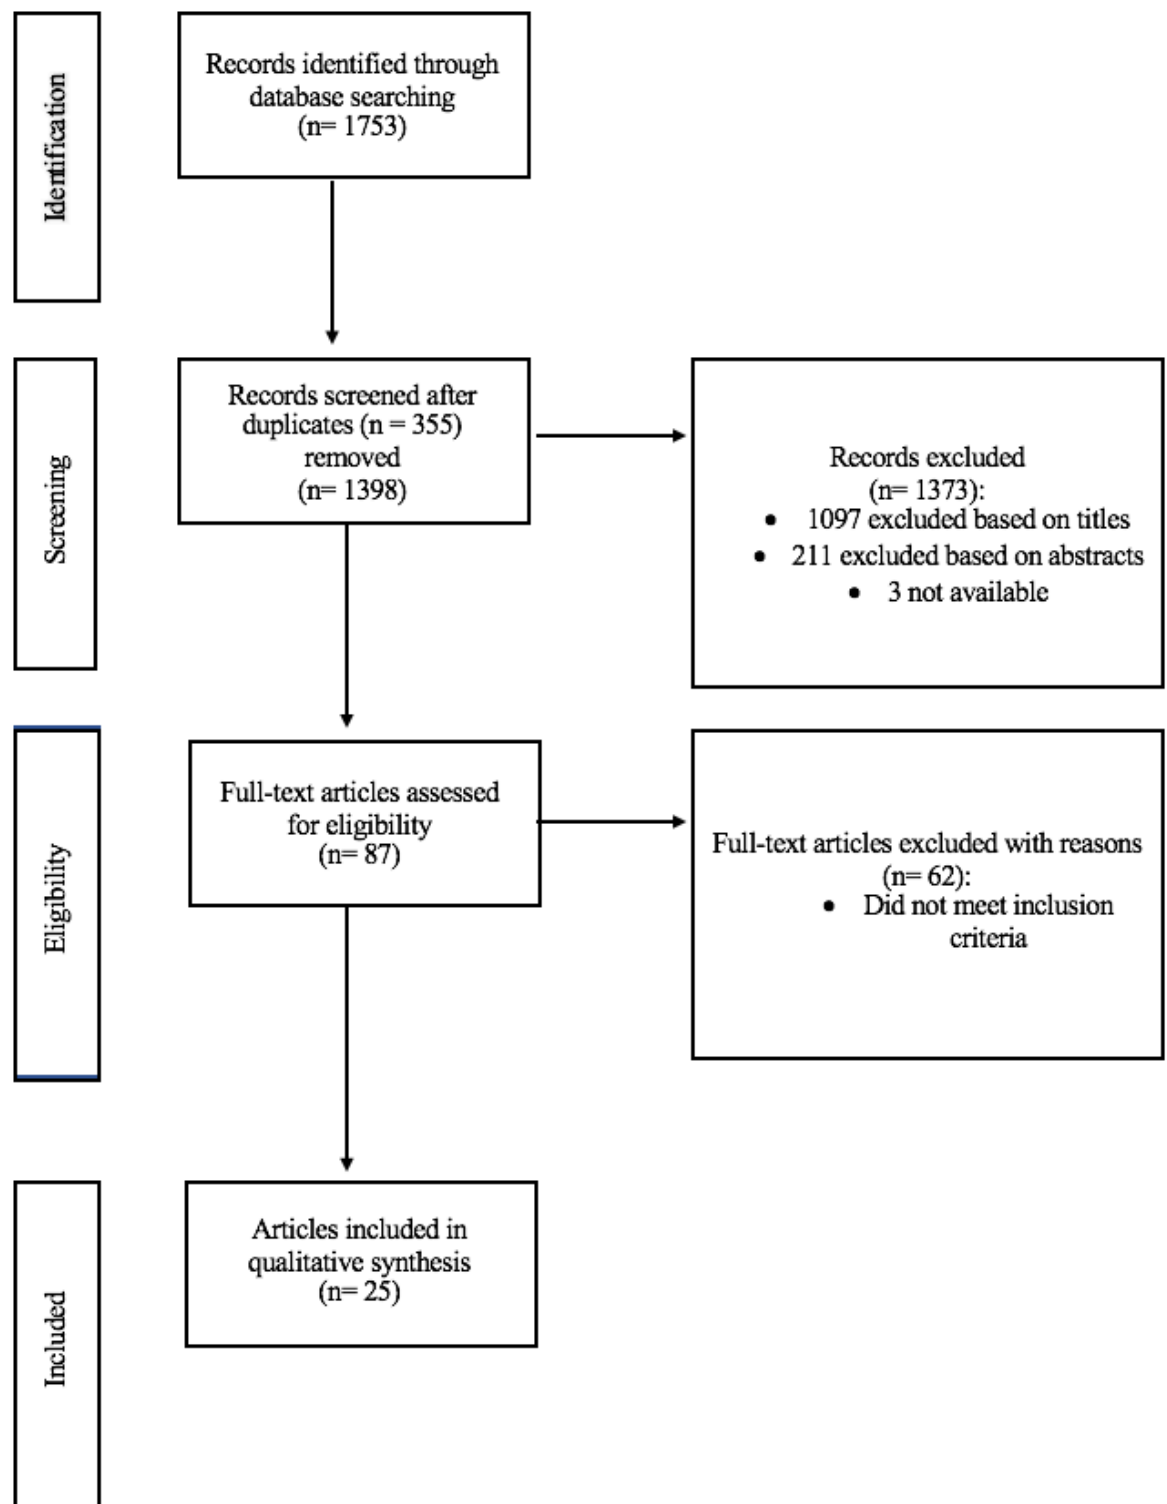 Identification
Records identified through
database searching
(n= 1753)
Screening
Records screened after
duplicates (n = 355)
removed
(n= 1398)
Records excluded
(n= 1373):
• 1097 excluded based on titles
• 211 excluded based on abstracts
• 3 not available
Eligibility
Full-text articles assessed
for eligibility
(n= 87)
Full-text articles excluded with reasons
(n= 62):
• Did not meet inclusion
criteria
Included
Articles included in
qualitative synthesis
(n= 25)